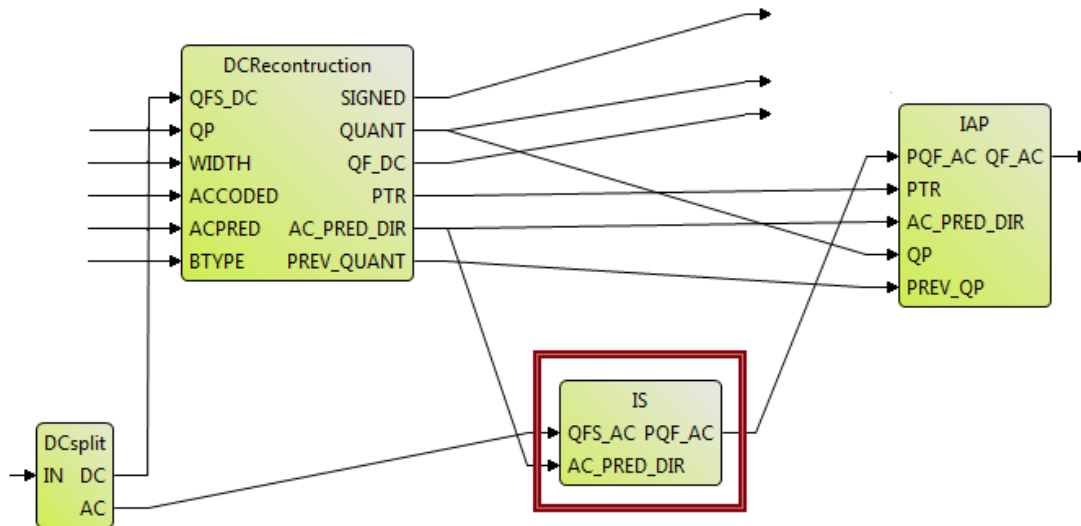 DCRecontruction
QFS_DC SIGNED
QP QUANT
WIDTH QF_DC
ACCODED PTR
ACPRED AC_PRED_DIR
BTYPE PREV_QUANT
IAP
PQF_AC QF_AC
PTR
AC_PRED_DIR
QP
PREV_QP
IS
QFS_AC PQF_AC
AC_PRED_DIR
DCsplit
IN DC
AC